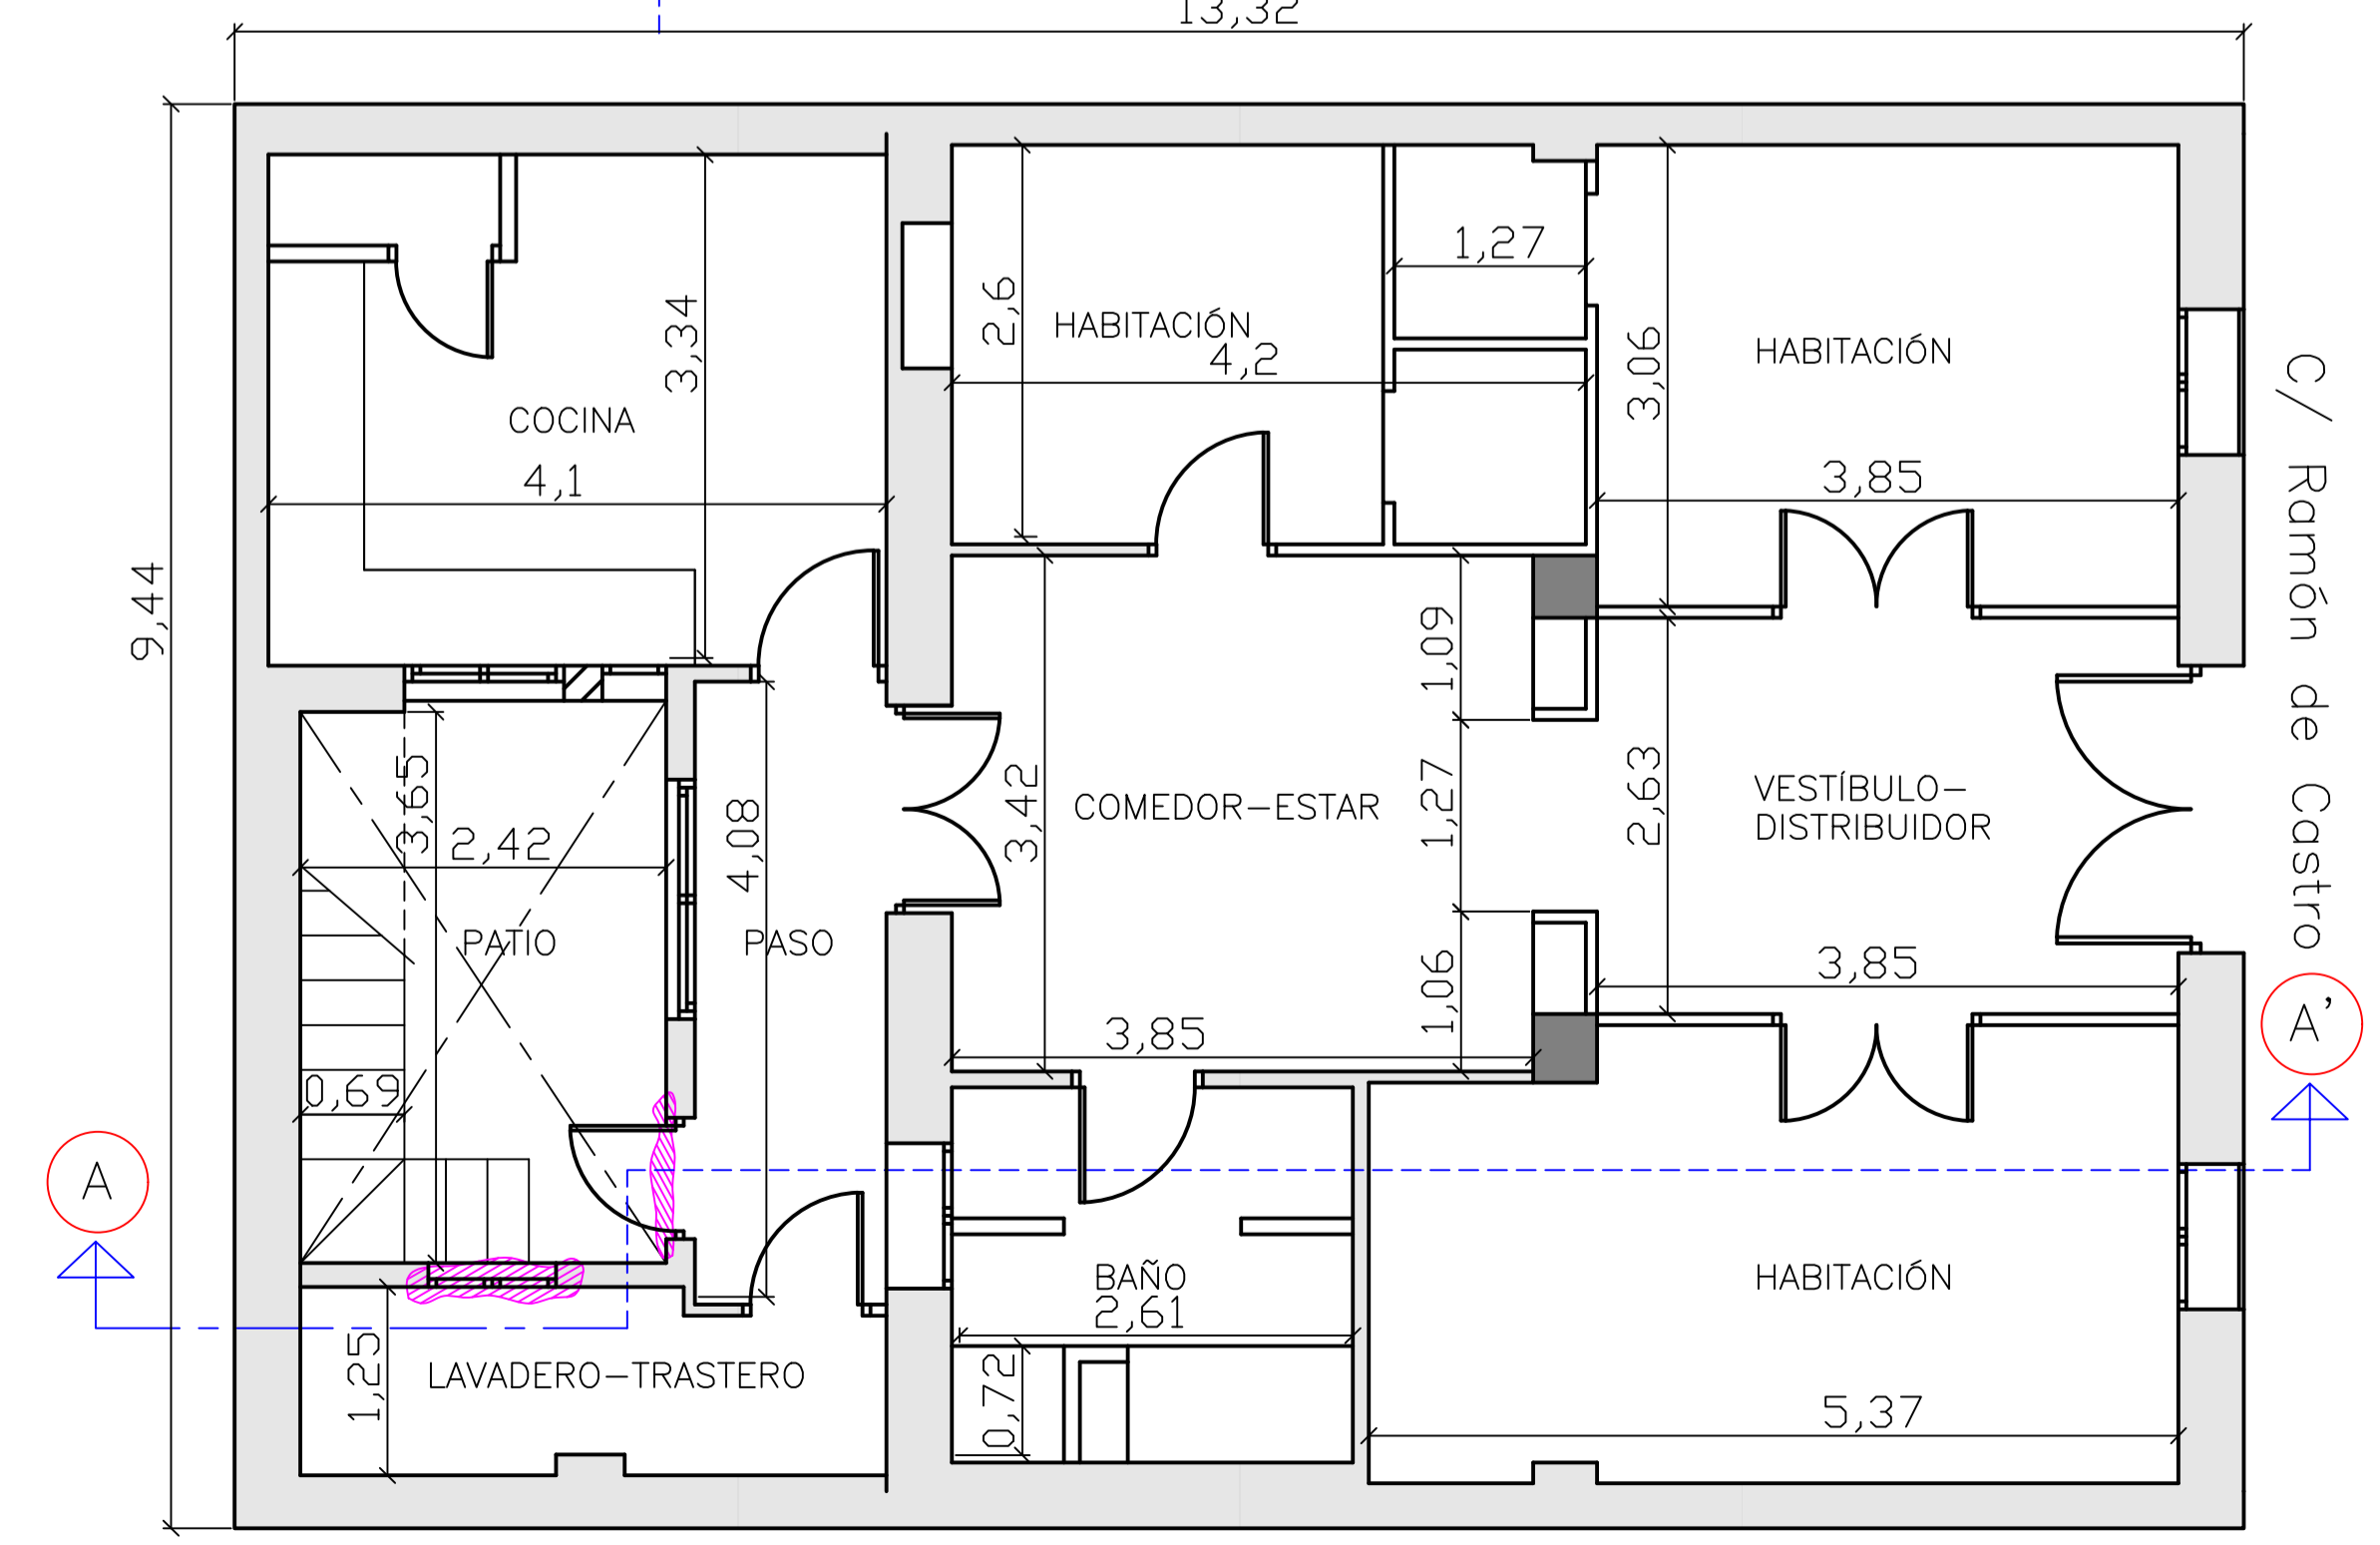 13,32
1,27
2,6
HABITACIÓN
4,2
3,34
3,06
HABITACIÓN
C/ Ramón de Castro
COCINA
4,1
3,85
9,44
1,09
3,65
2,42
4,08
3,42
COMEDOR-ESTAR
1,27
2,63
VESTÍBULO-
DISTRIBUIDOR
PATIO
PASO
1,06
3,85
3,85
A'
0,69
A
BAÑO
2,61
HABITACIÓN
1,25
LAVADERO-TRASTERO
0,72
5,37